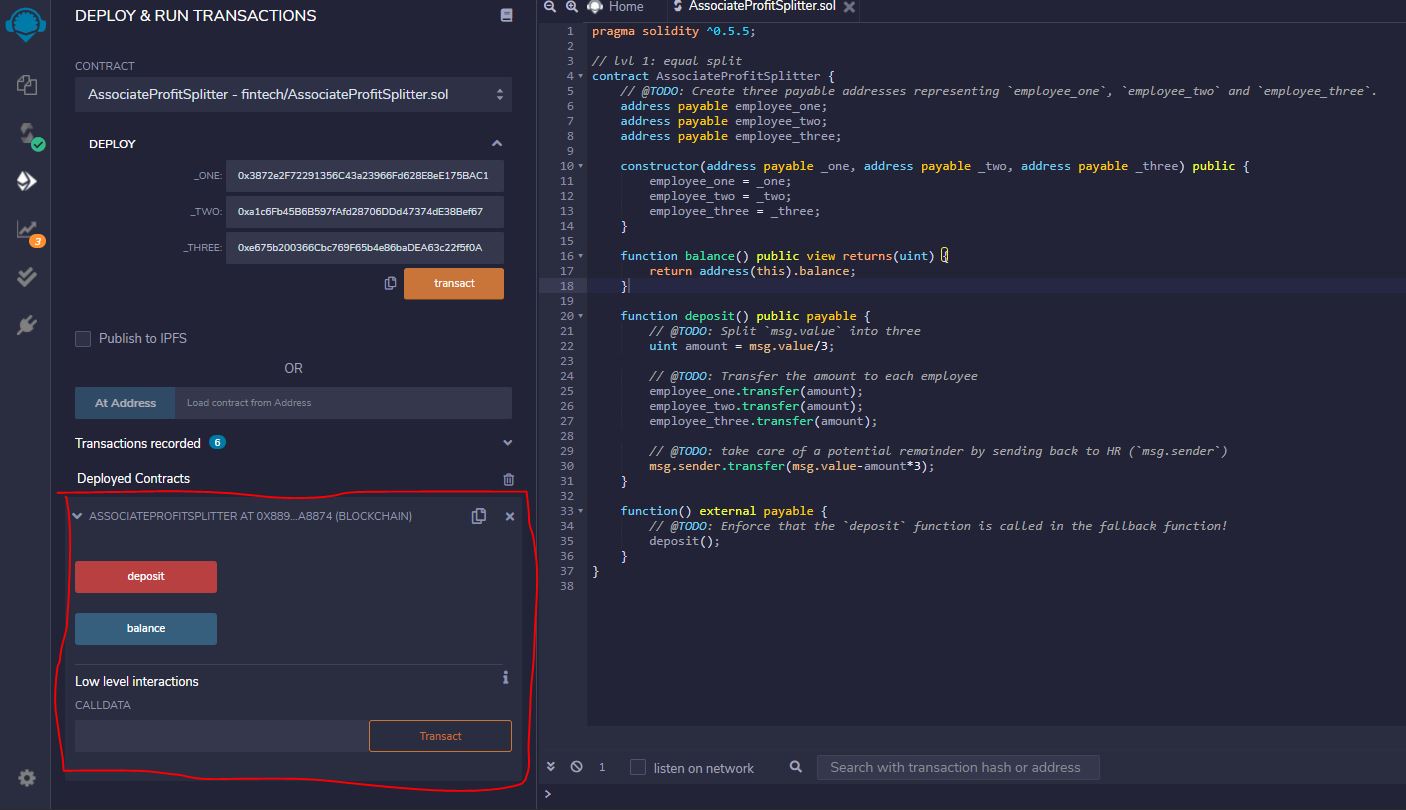 DEPLOY & RUN TRANSACTIONS
CONTRACT
AssociateProfitSplitter - fintech/AssociateProfitSplitter.sol
DEPLOY
_ONE: 0x3872e2F72291356C43a23966Fd628E8eE175BAC1
_TWO: 0xa1c6Fb45B6B597fAfd28706DDd47374dE38Bef67
_THREE: 0xe675b200366Cbc769F65b4e86baDEA63c22f5f0A
transact
Publish to IPFS
OR
At Address Load contract from Address
Transactions recorded 6
Deployed Contracts
ASSOCIATEPROFITSPLITTER AT 0X889...A8874 (BLOCKCHAIN)
deposit
balance
Low level interactions
i
CALLDATA
Transact
3
Home AssociateProfitSplitter.sol
1 pragma solidity ^0.5.5;
2
3 // lvl 1: equal split
4 contract AssociateProfitSplitter {
5 // @TODO: Create three payable addresses representing `employee_one`, `employee_two` and `employee_three`.
6 address payable employee_one;
7 address payable employee_two;
8 address payable employee_three;
9
10 constructor(address payable _one, address payable _two, address payable _three) public {
11 employee_one = _one;
12 employee_two = _two;
13 employee_three = _three;
14 }
15
16 function balance() public view returns(uint) {
17 return address(this).balance;
18 }
19
20 function deposit() public payable {
21 // @TODO: Split `msg.value` into three
22 uint amount = msg.value/3;
23
24 // @TODO: Transfer the amount to each employee
25 employee_one.transfer(amount);
26 employee_two.transfer(amount);
27 employee_three.transfer(amount);
28
29 // @TODO: take care of a potential remainder by sending back to HR (`msg.sender`)
30 msg.sender.transfer(msg.value-amount*3);
31 }
32
33 function() external payable {
34 // @TODO: Enforce that the `deposit` function is called in the fallback function!
35 deposit();
36 }
37 }
38
1 listen on network Search with transaction hash or address
>